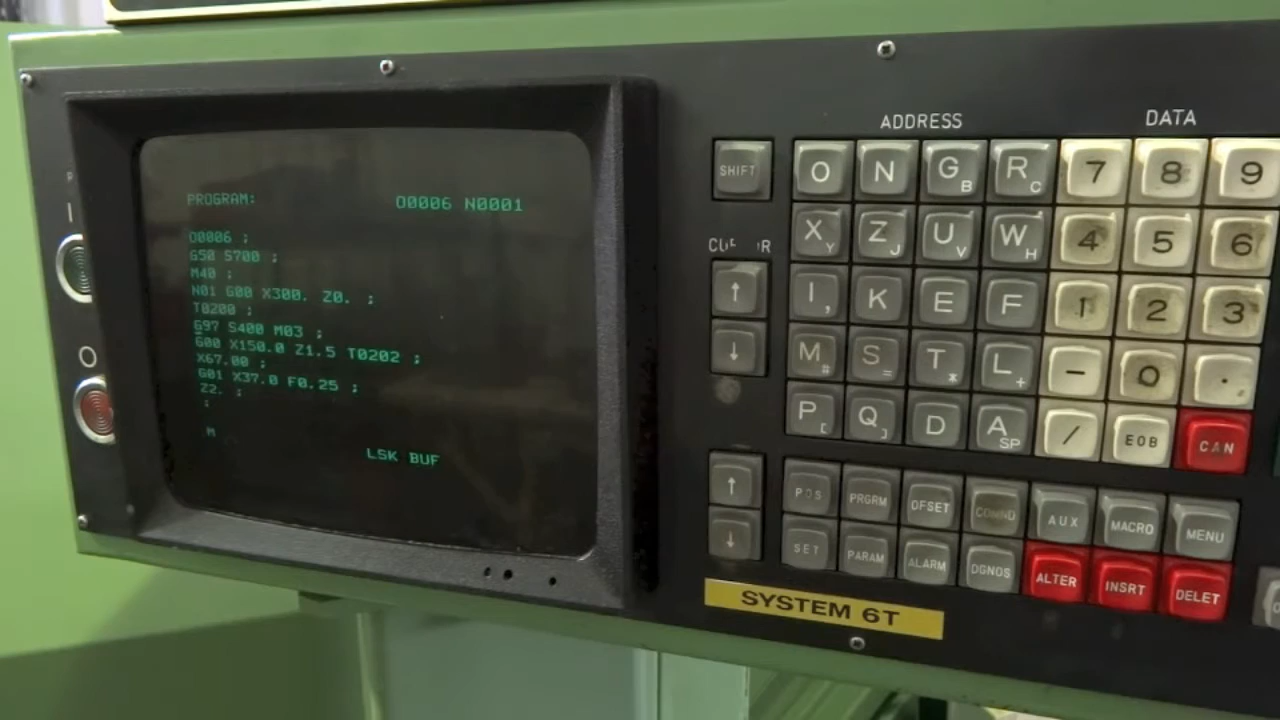 PROGRAM: O0006 N0001
O0006 ;
G50 S700 ;
M40 ;
N01 G00 X300. Z0. ;
T0200 ;
G97 S400 M03 ;
G00 X150.0 Z1.5 T0202 ;
X67.00 ;
G01 X37.0 F0.25 ;
Z2. ;
;
M
LSK BUF
ADDRESS DATA
SHIFT O N G B R C 7 8 9
X Y Z J U V W H 4 5 6
I , K E F 1 2 3
M # S = T * L + - 0 .
P [ Q ] D A SP / EOB CAN
↑
↓
↑
↓
POS PRGRM OFSET COMND AUX MACRO MENU
SET PARAM ALARM DGNOS ALTER INSRT DELET
SYSTEM 6T